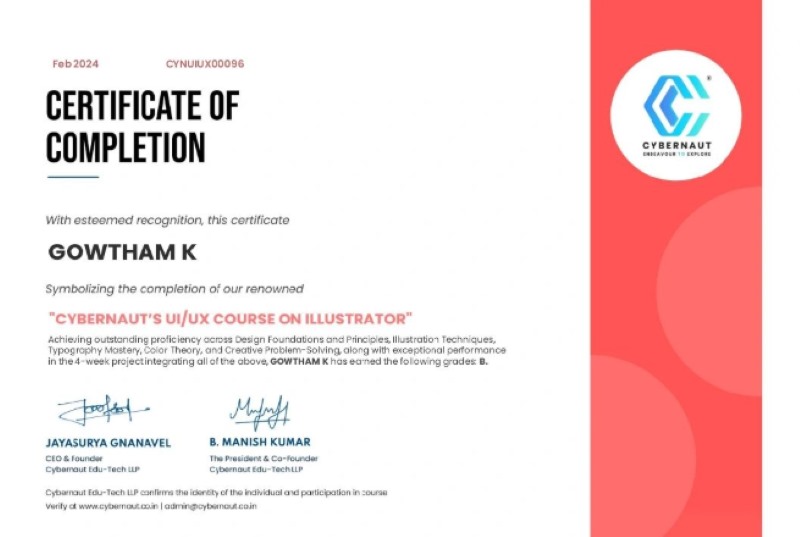 Feb 2024 CYNUIUX00096
CERTIFICATE OF
COMPLETION
CYBERNAUT
ENDEAVOUR TO EXPLORE
With esteemed recognition, this certificate
GOWTHAM K
Symbolizing the completion of our renowned
"CYBERNAUT'S UI/UX COURSE ON ILLUSTRATOR"
Achieving outstanding proficiency across Design Foundations and Principles, Illustration Techniques,
Typography Mastery, Color Theory, and Creative Problem-Solving, along with exceptional performance
in the 4-week project integrating all of the above, GOWTHAM K has earned the following grades: B.
JAYASURYA GNANAVEL
CEO & Founder
Cybernaut Edu-Tech LLP
B. MANISH KUMAR
The President & Co-Founder
Cybernaut Edu-Tech LLP
Cybernaut Edu-Tech LLP confirms the identity of the individual and participation in course
Verify at www.cybernaut.co.in | admin@cybernaut.co.in